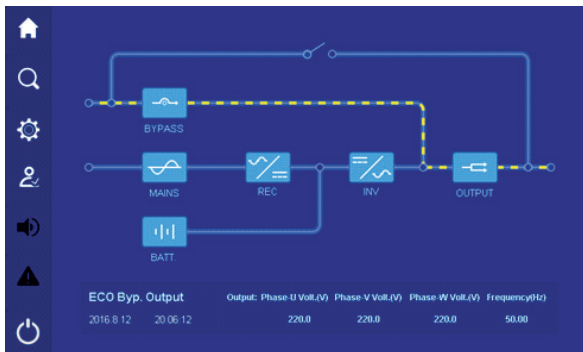 BYPASS
MAINS
REC
INV
OUTPUT
BATT.
ECO Byp. Output
Output: Phase-U Volt.(V) Phase-V Volt.(V) Phase-W Volt.(V) Frequency(Hz)
2016.8.12 20:06:12 220.0 220.0 220.0 50.00